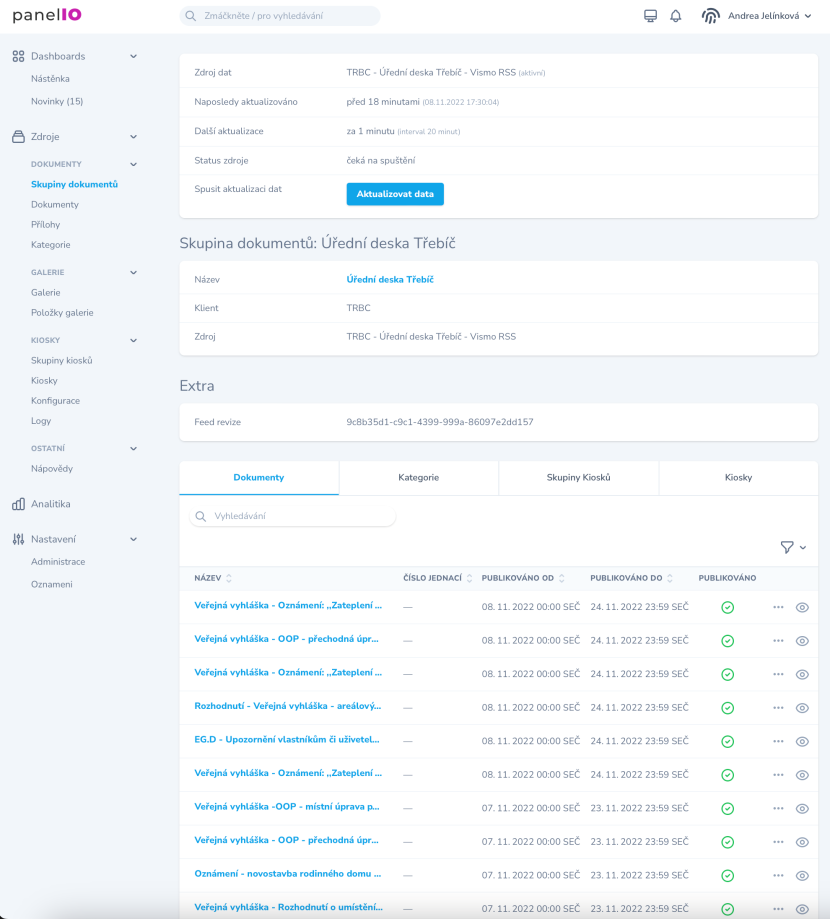 panelIO
Zmáčkněte / pro vyhledávání
Andrea Jelínková
Dashboards
Nástěnka
Novinky (15)
Zdroje
DOKUMENTY
Skupiny dokumentů
Dokumenty
Přílohy
Kategorie
GALERIE
Galerie
Položky galerie
KIOSKY
Skupiny kiosků
Kiosky
Konfigurace
Logy
OSTATNÍ
Nápovědy
Analitika
Nastavení
Administrace
Oznameni
Zdroj dat TRBC - Úřední deska Třebíč - Vismo RSS (aktivní)
Naposledy aktualizováno před 18 minutami (08.11.2022 17:30:04)
Další aktualizace za 1 minutu (interval 20 minut)
Status zdroje čeká na spuštění
Spusit aktualizaci dat Aktualizovat data
Skupina dokumentů: Úřední deska Třebíč
Název Úřední deska Třebíč
Klient TRBC
Zdroj TRBC - Úřední deska Třebíč - Vismo RSS
Extra
Feed revize 9c8b35d1-c9c1-4399-999a-86097e2dd157
Dokumenty Kategorie Skupiny Kiosků Kiosky
Vyhledávání
NÁZEV ČÍSLO JEDNACÍ PUBLIKOVÁNO OD PUBLIKOVÁNO DO PUBLIKOVÁNO
Veřejná vyhláška - Oznámení: ,,Zateplení ... — 08. 11. 2022 00:00 SEČ 24. 11. 2022 23:59 SEČ
Veřejná vyhláška - OOP - přechodná úpr... — 08. 11. 2022 00:00 SEČ 24. 11. 2022 23:59 SEČ
Veřejná vyhláška - Oznámení: ,,Zateplení ... — 08. 11. 2022 00:00 SEČ 24. 11. 2022 23:59 SEČ
Rozhodnutí - Veřejná vyhláška - areálový... — 08. 11. 2022 00:00 SEČ 24. 11. 2022 23:59 SEČ
EG.D - Upozornění vlastníkům či uživatel... — 08. 11. 2022 00:00 SEČ 24. 11. 2022 23:59 SEČ
Veřejná vyhláška - Oznámení: ,,Zateplení ... — 08. 11. 2022 00:00 SEČ 24. 11. 2022 23:59 SEČ
Veřejná vyhláška -OOP - místní úprava p... — 07. 11. 2022 00:00 SEČ 23. 11. 2022 23:59 SEČ
Veřejná vyhláška - OOP - přechodná úpr... — 07. 11. 2022 00:00 SEČ 23. 11. 2022 23:59 SEČ
Oznámení - novostavba rodinného domu ... — 07. 11. 2022 00:00 SEČ 23. 11. 2022 23:59 SEČ
Veřejná vyhláška - Rozhodnutí o umístění... — 07. 11. 2022 00:00 SEČ 23. 11. 2022 23:59 SEČ